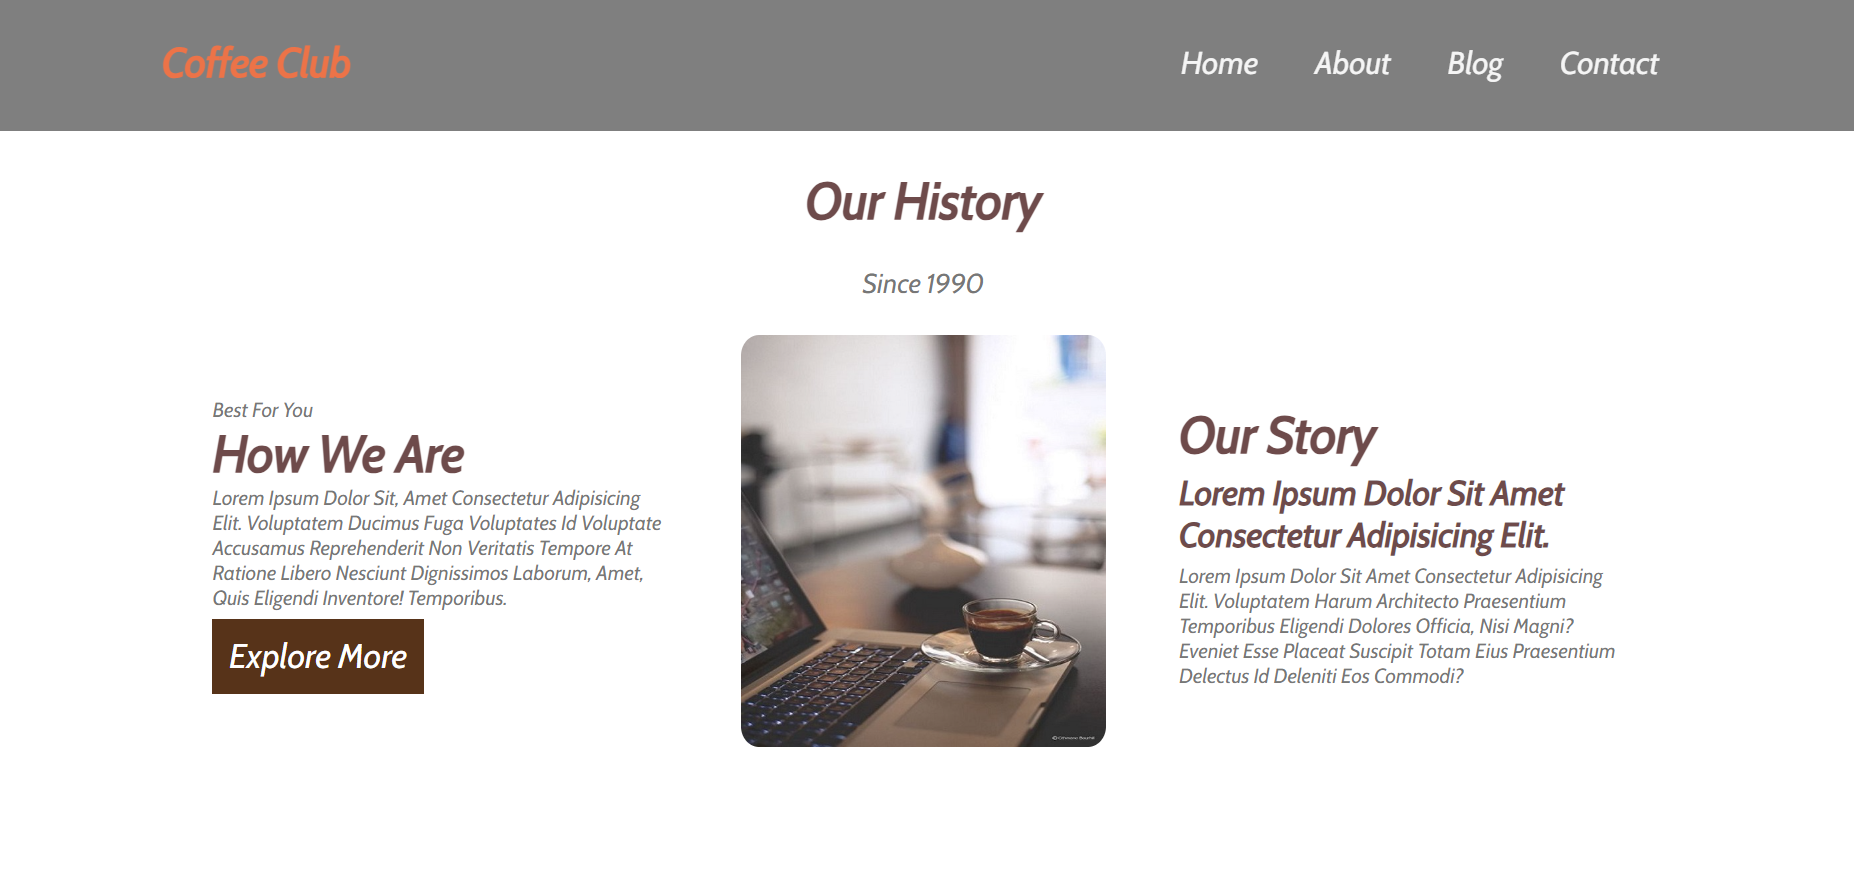 Coffee Club
Home About Blog Contact
Our History
Since 1990
Best For You
How We Are
Lorem Ipsum Dolor Sit, Amet Consectetur Adipisicing
Elit. Voluptatem Ducimus Fuga Voluptates Id Voluptate
Accusamus Reprehenderit Non Veritatis Tempore At
Ratione Libero Nesciunt Dignissimos Laborum, Amet,
Quis Eligendi Inventore! Temporibus.
Explore More
Our Story
Lorem Ipsum Dolor Sit Amet
Consectetur Adipisicing Elit.
Lorem Ipsum Dolor Sit Amet Consectetur Adipisicing
Elit. Voluptatem Harum Architecto Praesentium
Temporibus Eligendi Dolores Officia, Nisi Magni?
Eveniet Esse Placeat Suscipit Totam Eius Praesentium
Delectus Id Deleniti Eos Commodi?